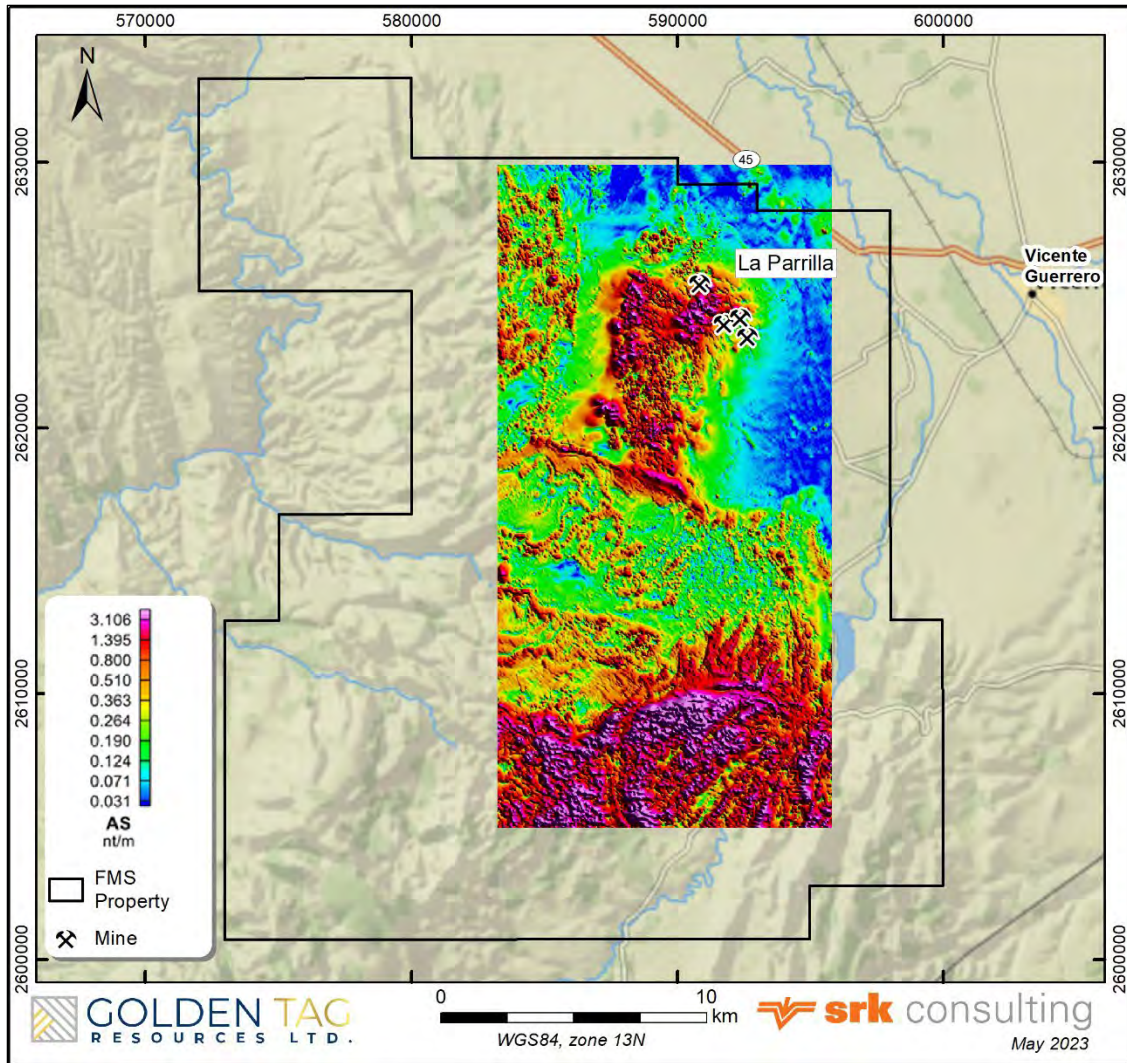 570000 580000 590000 600000
N
2630000 2630000
45
La Parrilla
Vicente
Guerrero
2620000 2620000
3.106
1.395
0.800
0.510
0.363
0.264
0.190
0.124
0.071
0.031
AS
nt/m
FMS
Property
Mine
2610000 2610000
2600000 2600000
GOLDEN TAG
RESOURCES LTD.
0 10
km
WGS84, zone 13N
srk consulting
May 2023